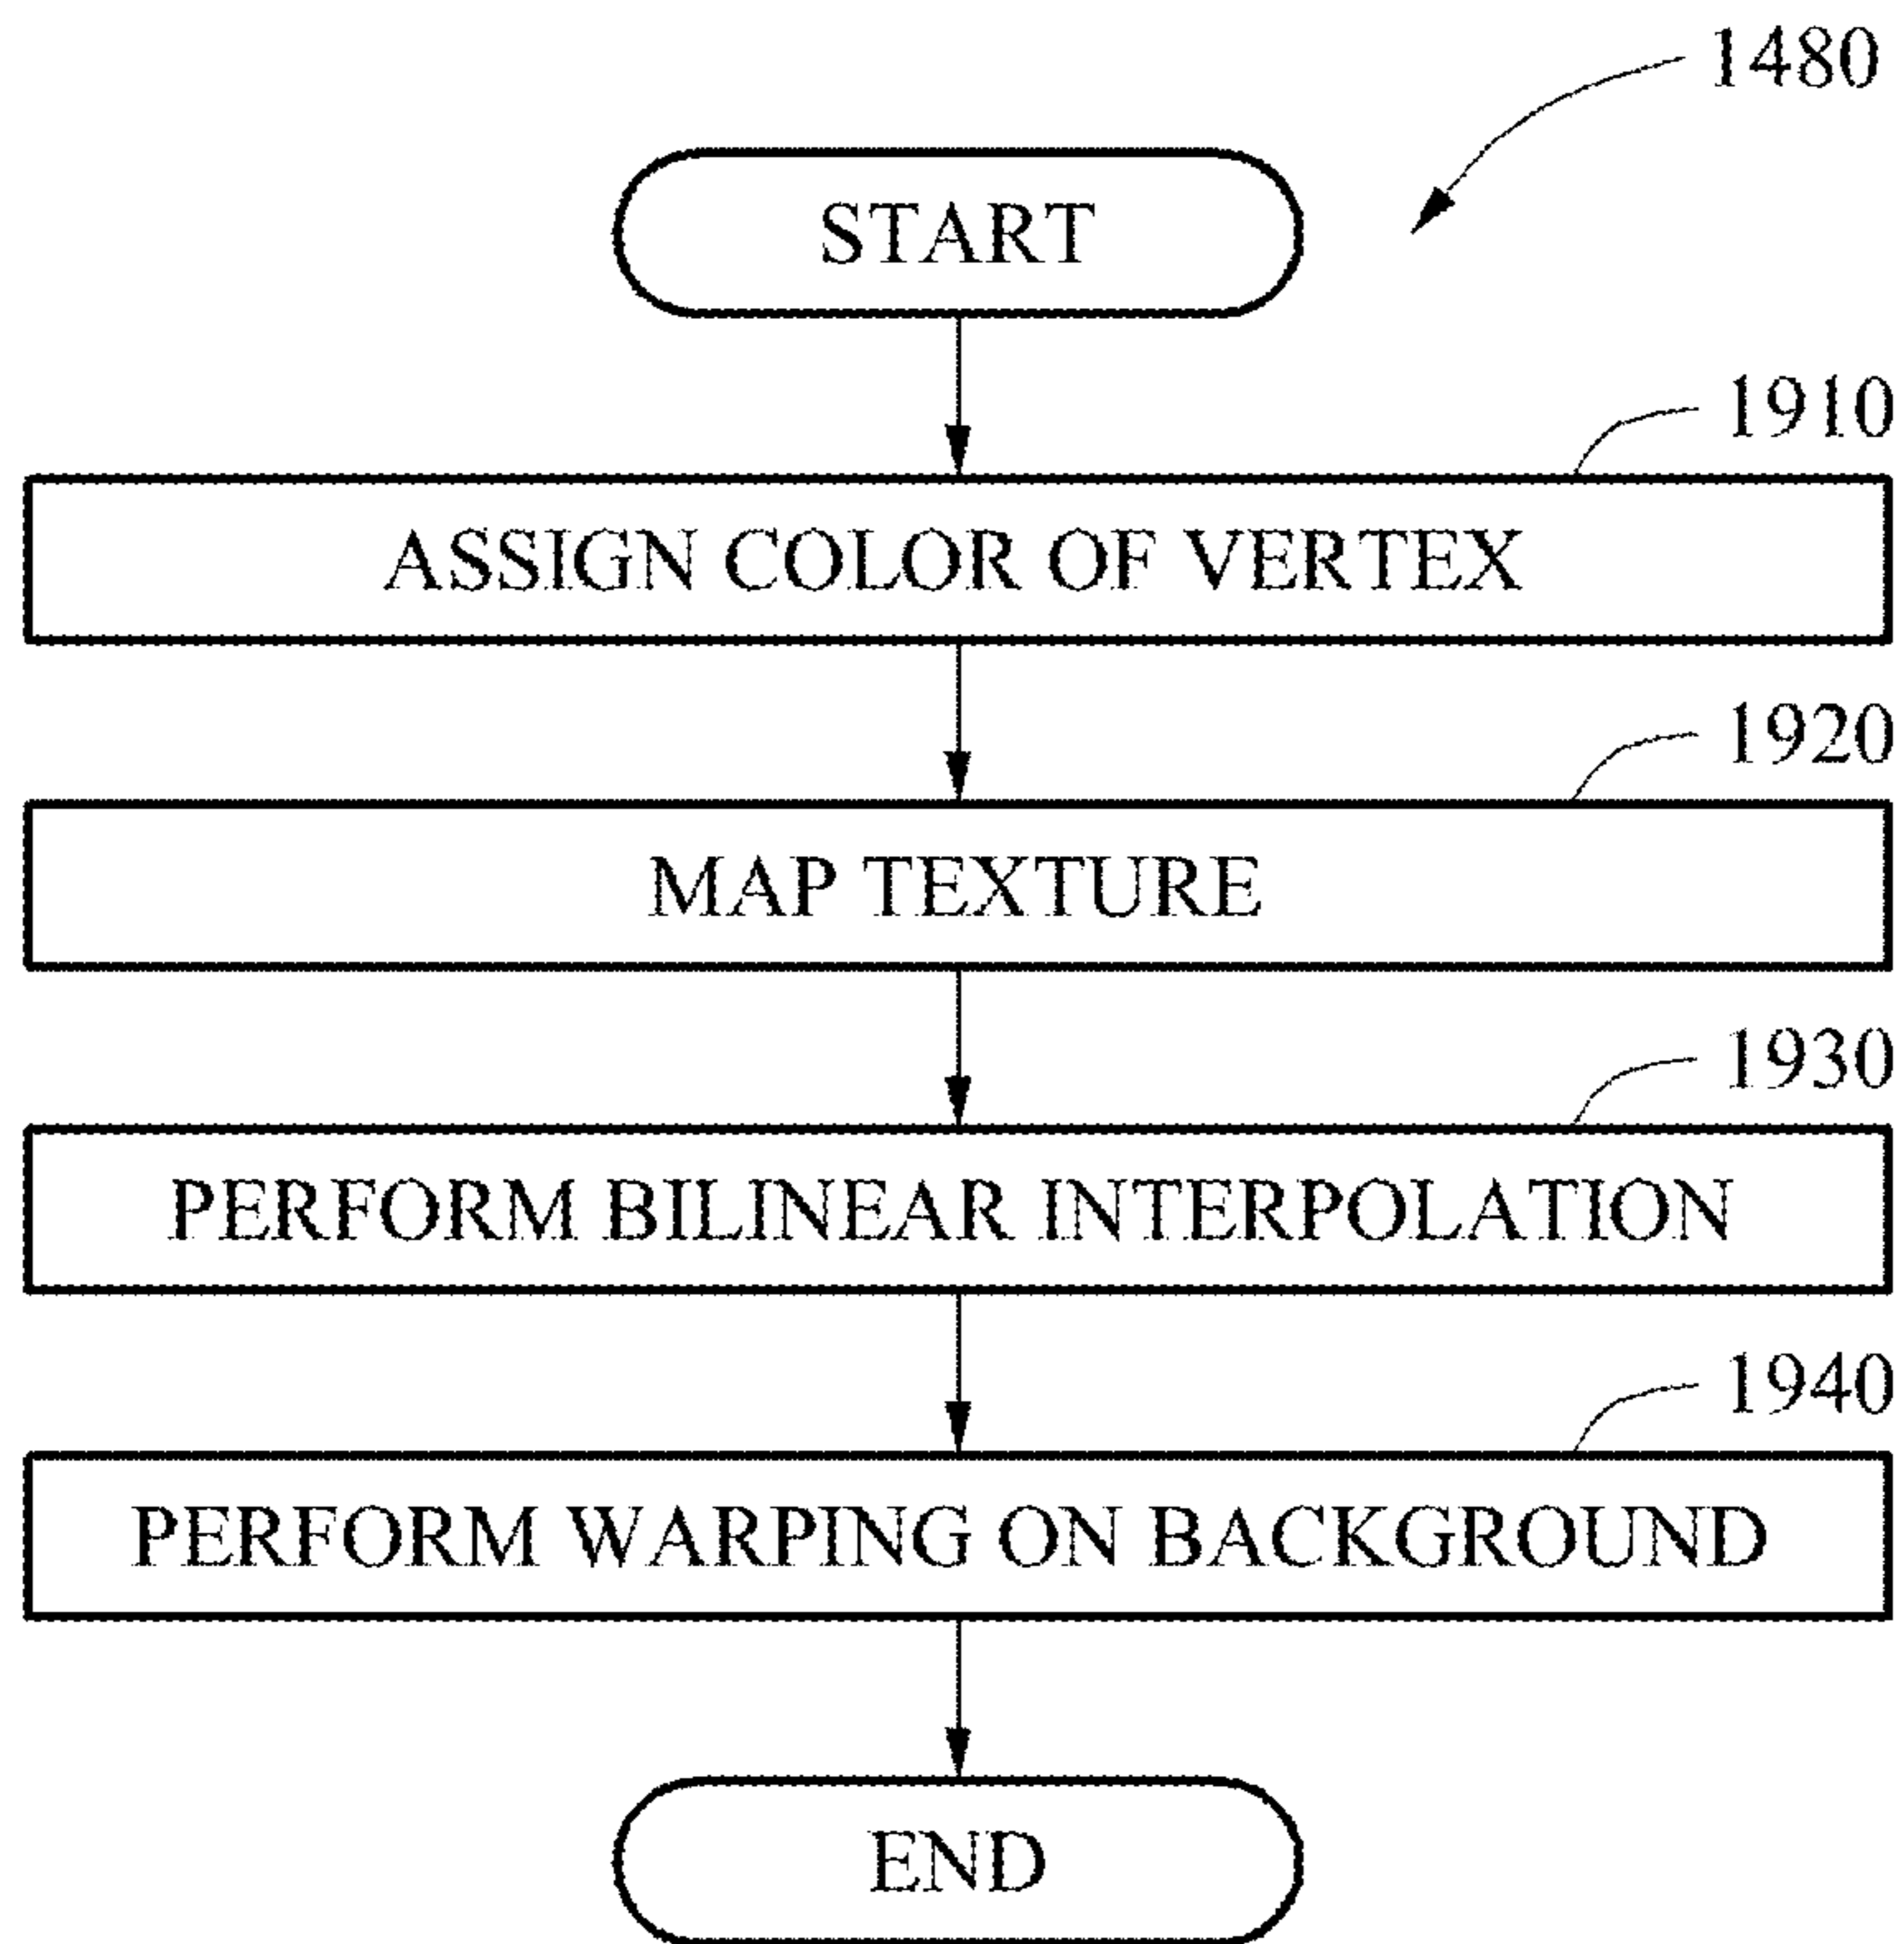 1480
START
1910
ASSIGN COLOR OF VERTEX
1920
MAP TEXTURE
1930
PERFORM BILINEAR INTERPOLATION
1940
PERFORM WARPING ON BACKGROUND
END